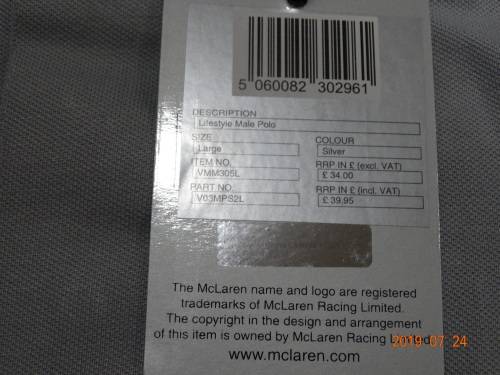 5 060082 302961
DESCRIPTION
Lifestyle Male Polo
SIZE COLOUR
Large Silver
ITEM NO. RRP IN £ (excl. VAT)
VMM305L £ 34.00
PART NO. RRP IN £ (incl. VAT)
V03MPS2L £ 39.95
The McLaren name and logo are registered
trademarks of McLaren Racing Limited.
The copyright in the design and arrangement
of this item is owned by McLaren Racing Limited
www.mclaren.com
2019 07 24